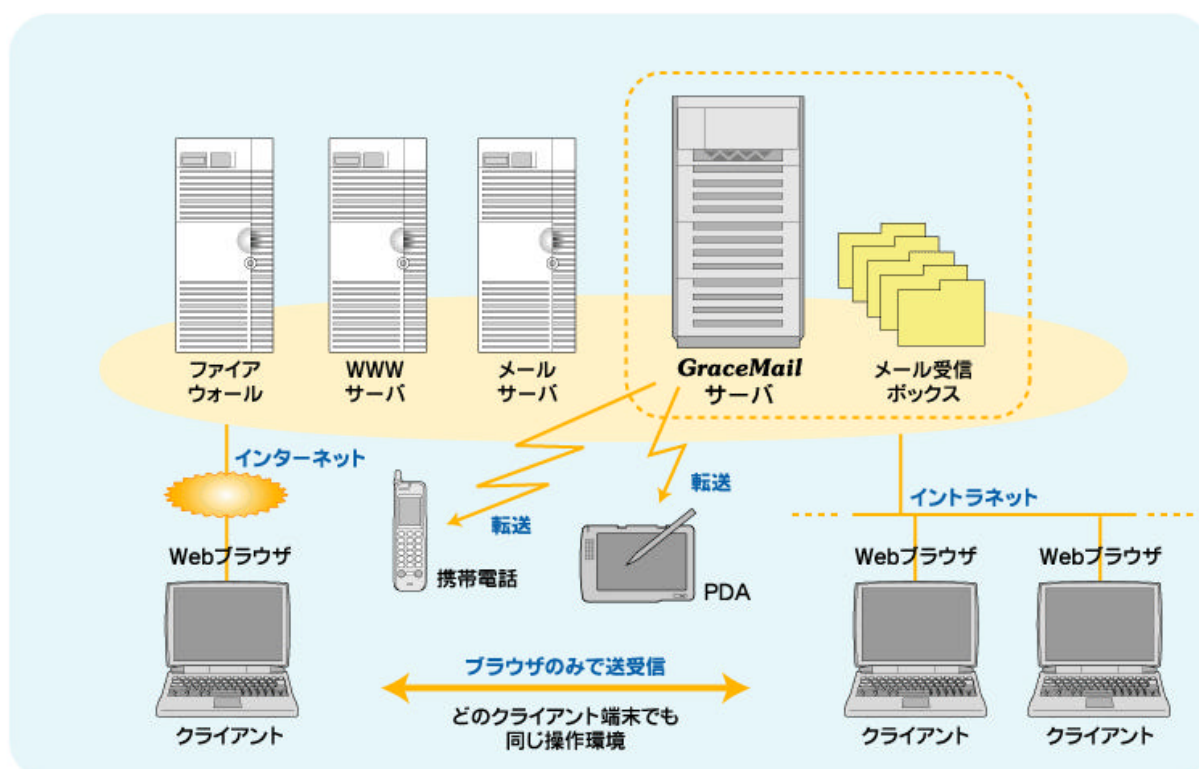 ファイア
ウォール
WWW
サーバ
メール
サーバ
GraceMail
サーバ
メール受信
ボックス
インターネット
転送
転送
イントラネット
Webブラウザ
携帯電話
PDA
Webブラウザ
Webブラウザ
クライアント
ブラウザのみで送受信
どのクライアント端末でも
同じ操作環境
クライアント
クライアント